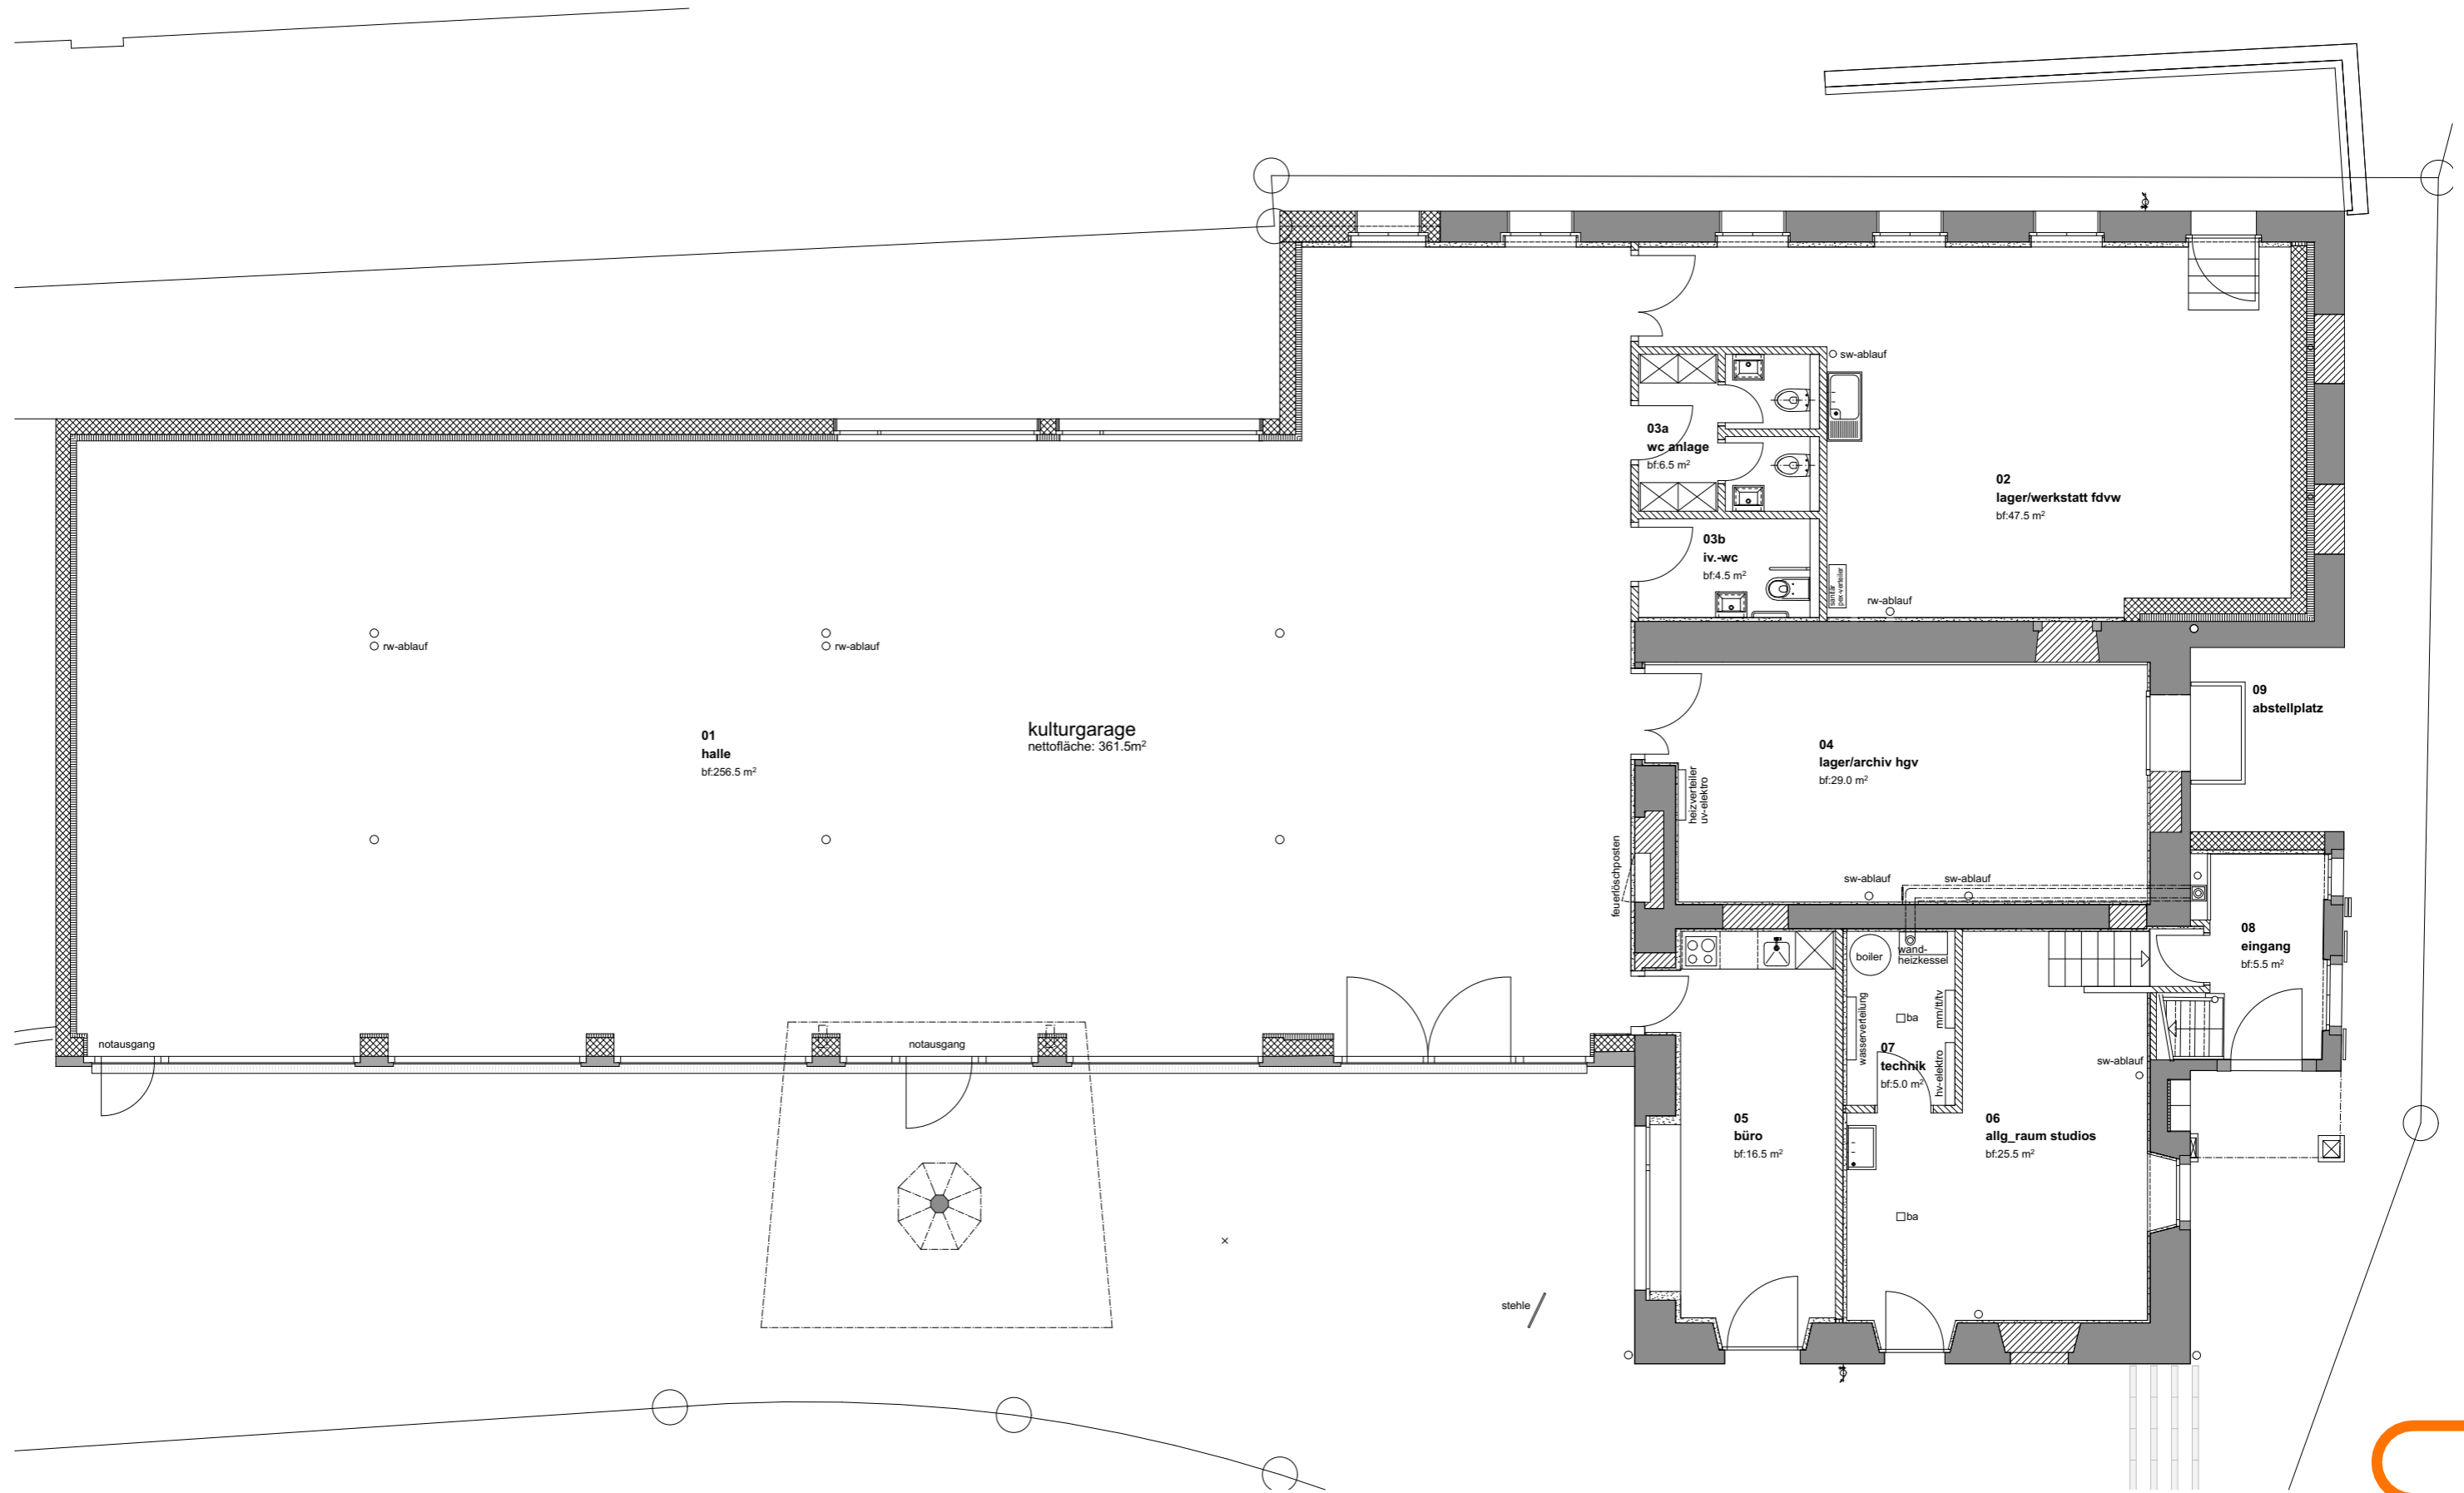 sw-ablauf
03a
wc anlage
bf:6.5 m²
02
lager/werkstatt fdvw
bf:47.5 m²
03b
iv.-wc
bf:4.5 m²
sanitär
pex-verteiler
rw-ablauf
rw-ablauf
rw-ablauf
09
abstellplatz
01
halle
bf:256.5 m²
kulturgarage
nettofläche: 361.5m²
04
lager/archiv hgv
bf:29.0 m²
heizverteiler
uv-elektro
feuerlöschposten
sw-ablauf
sw-ablauf
08
eingang
bf:5.5 m²
boiler
wand-
heizkessel
wasserverteilung
ba
mm/tt/tv
notausgang
notausgang
07
technik
bf:5.0 m²
hv-elektro
sw-ablauf
05
büro
bf:16.5 m²
06
allg_raum studios
bf:25.5 m²
ba
stehle